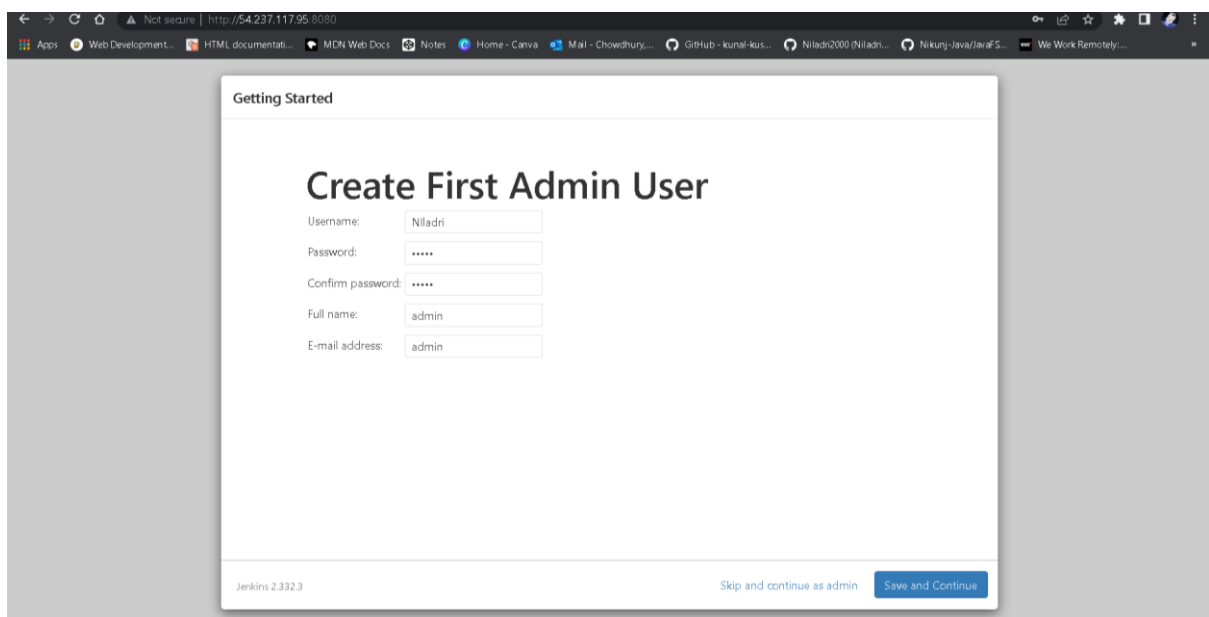 Not secure | http://54.237.117.95:8080
Apps Web Development... HTML documentati... MDN Web Docs Notes Home - Canva Mail - Chowdhury,... GitHub - kunal-kus... Niladri2000 (Niladri... Nikunj-Java/JavaFS... We Work Remotely:... »
Getting Started
Create First Admin User
Username: NIladri
Password: •••••
Confirm password: •••••
Full name: admin
E-mail address: admin
Jenkins 2.332.3 Skip and continue as admin Save and Continue